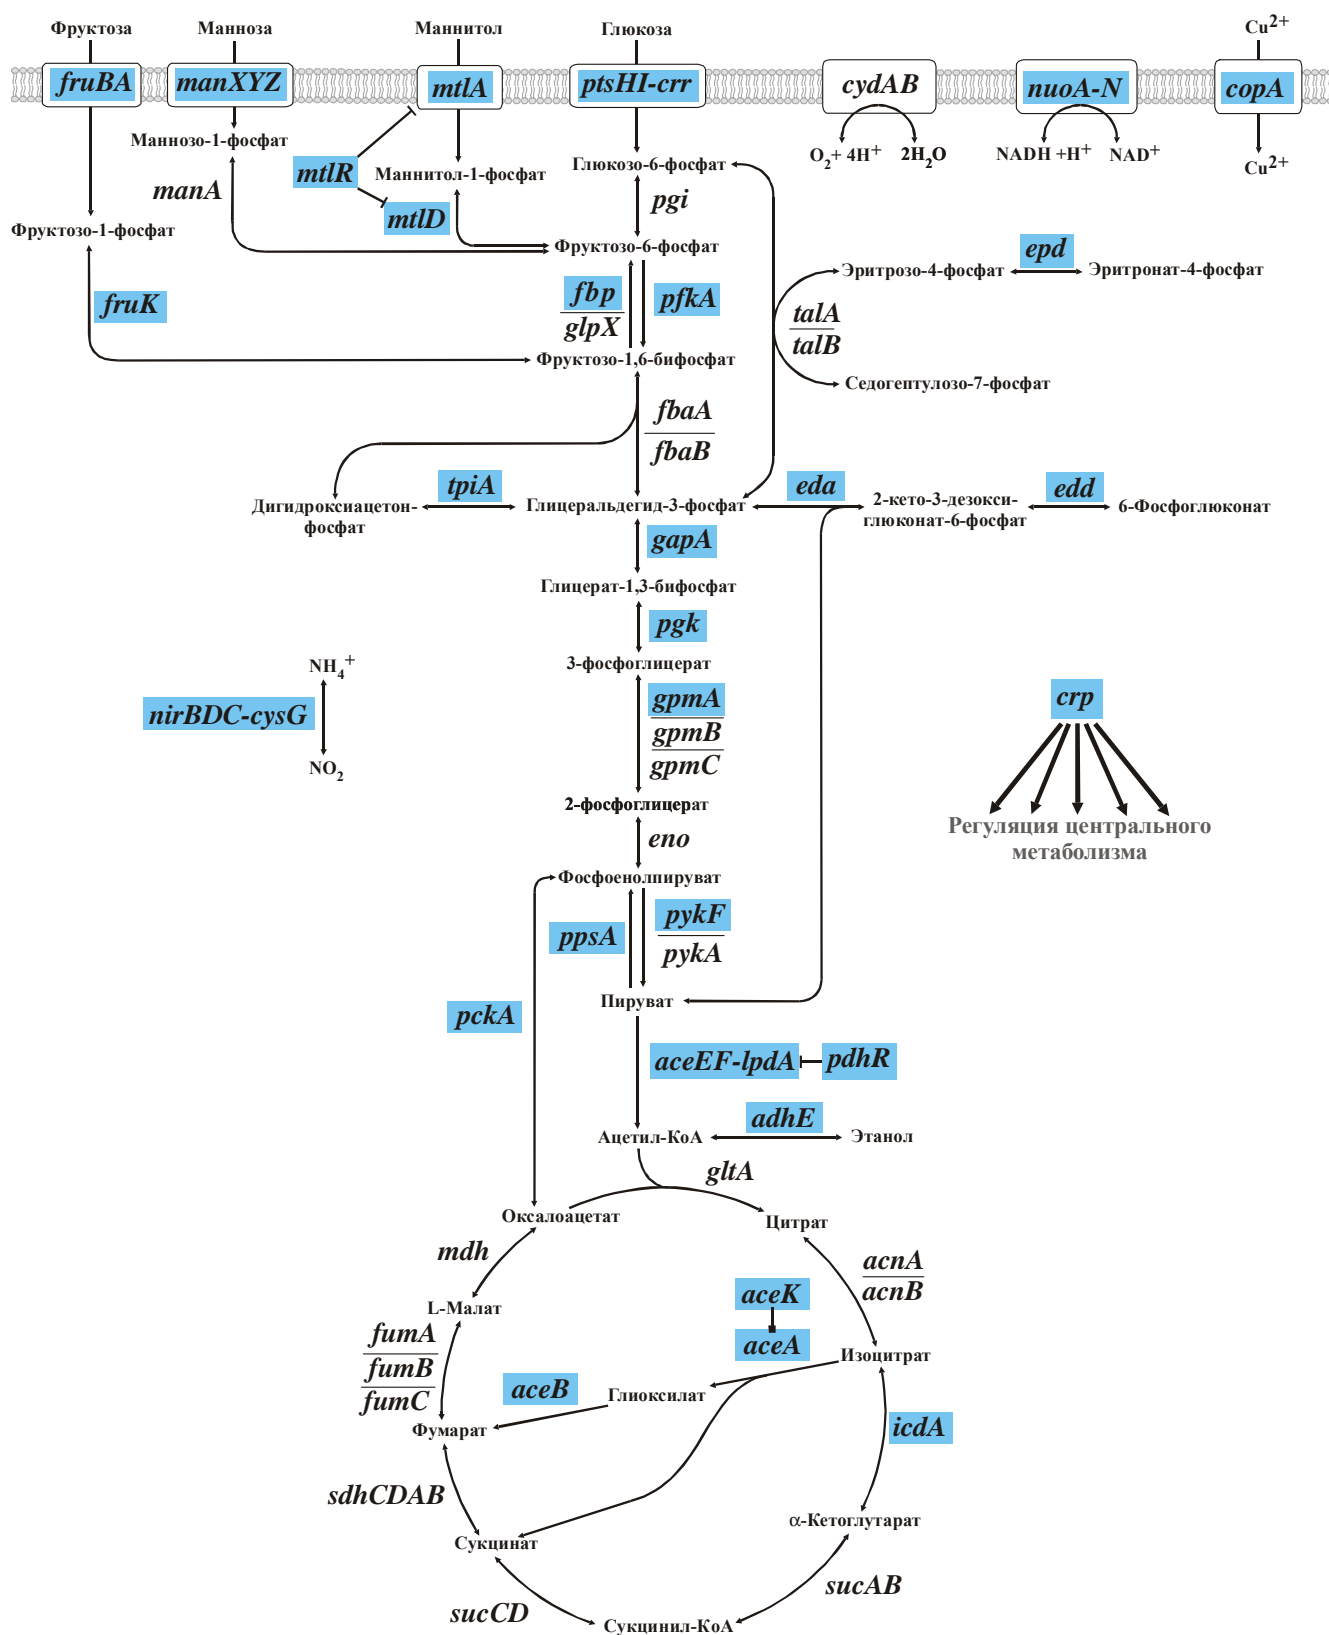 Фруктоза
Манноза
Маннитол
Глюкоза
Cu2+
fruBA
manXYZ
mtlA
ptsHI-crr
cydAB
nuoA-N
copA
O2+ 4H+
2H2O
NADH +H+
NAD+
Cu2+
Маннозо-1-фосфат
Глюкозо-6-фосфат
mtlR
Маннитол-1-фосфат
manA
pgi
mtlD
Фруктозо-1-фосфат
Фруктозо-6-фосфат
epd
Эритрозо-4-фосфат
Эритронат-4-фосфат
fruK
fbp
glpX
pfkA
talA
talB
Фруктозо-1,6-бифосфат
Седогептулозо-7-фосфат
fbaA
fbaB
tpiA
eda
edd
Дигидроксиацетон-
фосфат
Глицеральдегид-3-фосфат
2-кето-3-дезокси-
глюконат-6-фосфат
6-Фосфоглюконат
gapA
Глицерат-1,3-бифосфат
pgk
3-фосфоглицерат
NH4+
nirBDC-cysG
NO2
gpmA
gpmB
gpmC
crp
2-фосфоглицерат
Регуляция центрального
метаболизма
eno
Фосфоенолпируват
ppsA
pykF
pykA
Пируват
pckA
aceEF-lpdA
pdhR
adhE
Ацетил-КоА
Этанол
gltA
Оксалоацетат
Цитрат
mdh
acnA
acnB
aceK
L-Малат
aceA
fumA
fumB
fumC
Изоцитрат
aceB
Глиоксилат
Фумарат
icdA
sdhCDAB
α-Кетоглутарат
Сукцинат
sucAB
sucCD
Сукцинил-КоА